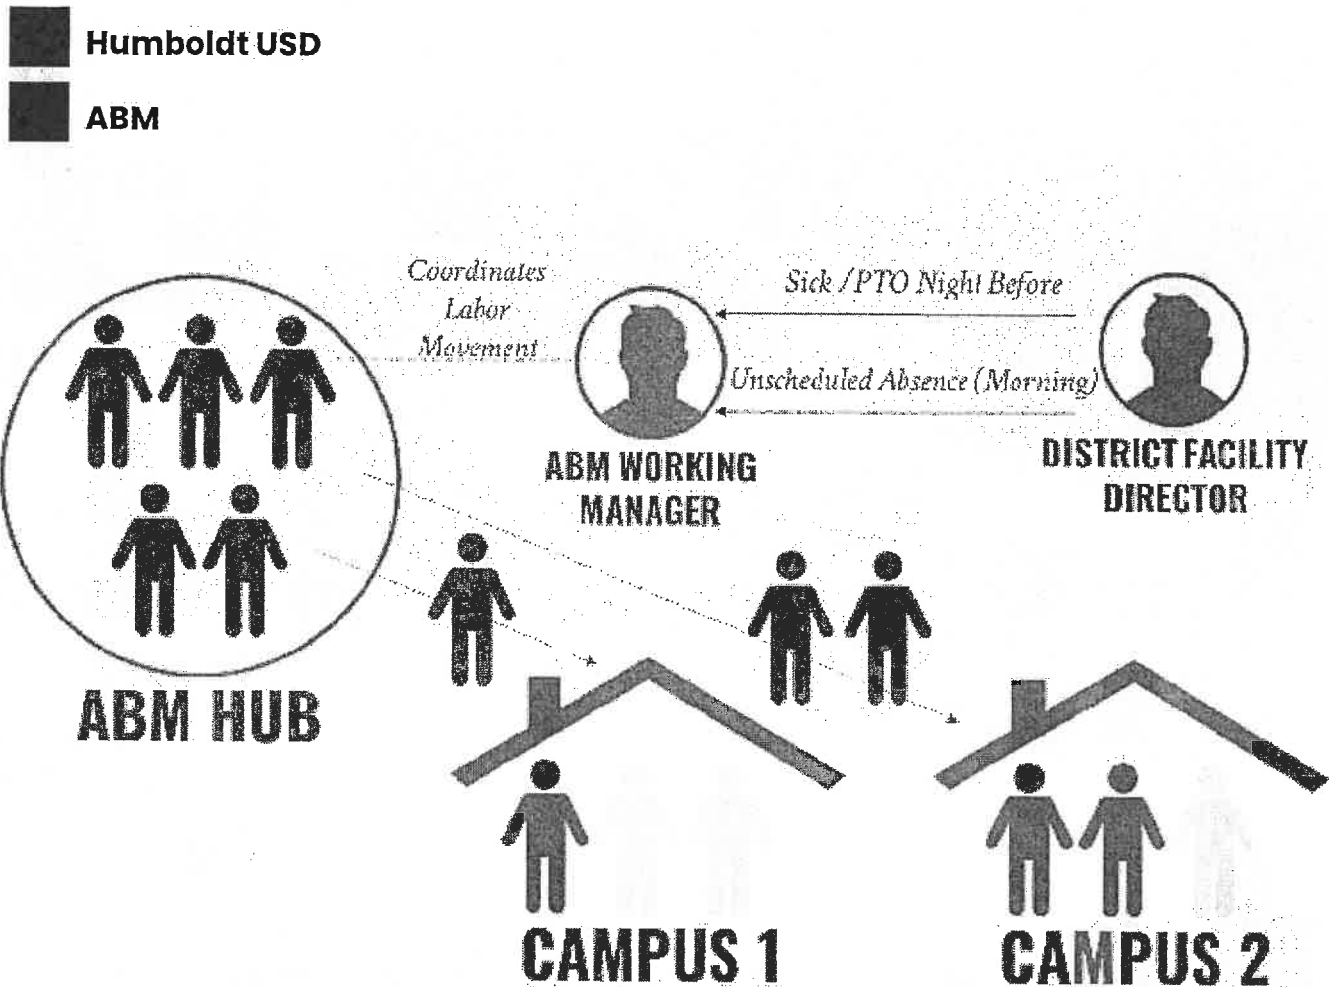 Humboldt USD
ABM
Coordinates
Labor
Movement
Sick / PTO Night Before
Unscheduled Absence (Morning)
ABM WORKING
MANAGER
DISTRICT FACILITY
DIRECTOR
ABM HUB
CAMPUS 1
CAMPUS 2